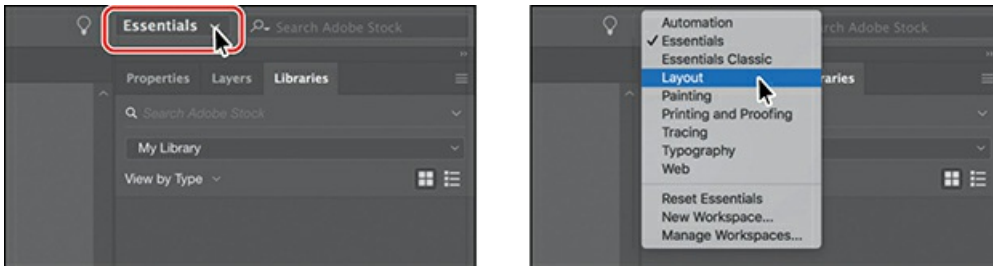 Essentials
Search Adobe Stock
Properties Layers Libraries
Search Adobe Stock
My Library
View by Type
Automation
Essentials
Essentials Classic
Layout
Painting
Printing and Proofing
Tracing
Typography
Web
Reset Essentials
New Workspace...
Manage Workspaces...
rch Adobe Stock
raries